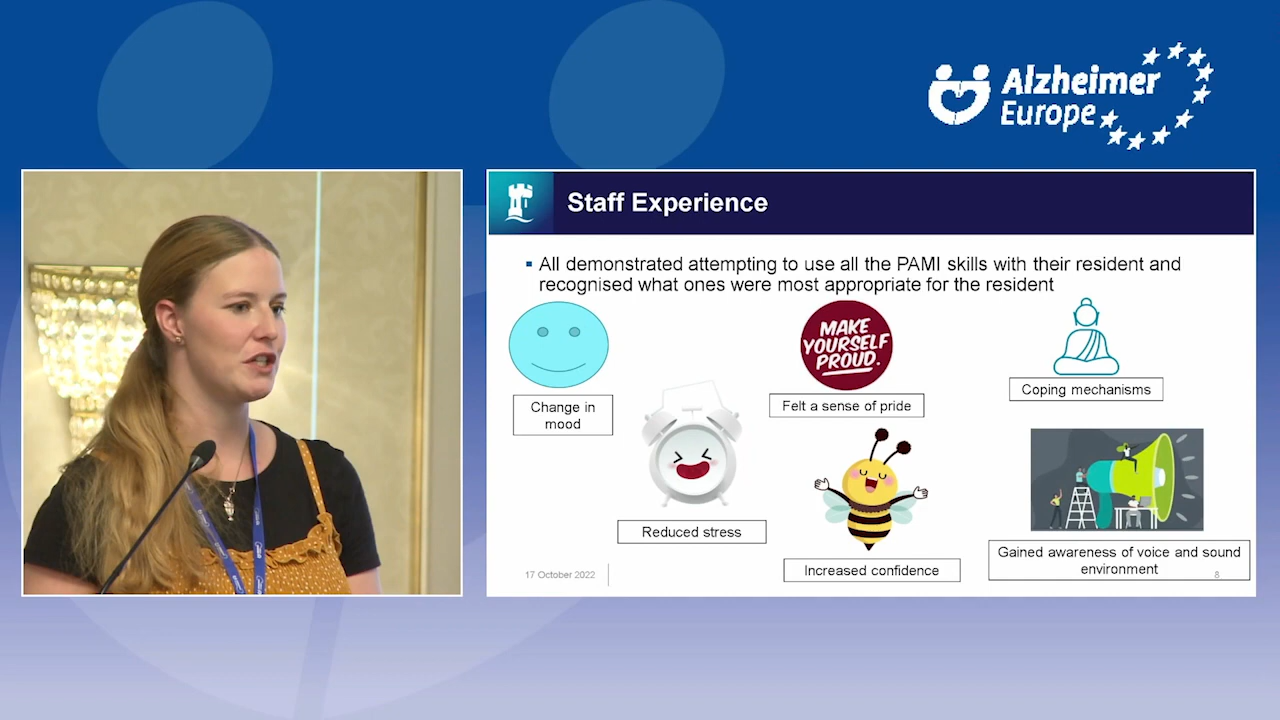 Alzheimer
Europe
Staff Experience
▪ All demonstrated attempting to use all the PAMI skills with their resident and
recognised what ones were most appropriate for the resident
MAKE
YOURSELF
PROUD.
Change in
mood
Felt a sense of pride
Coping mechanisms
Reduced stress
Increased confidence
Gained awareness of voice and sound
environment
17 October 2022
8